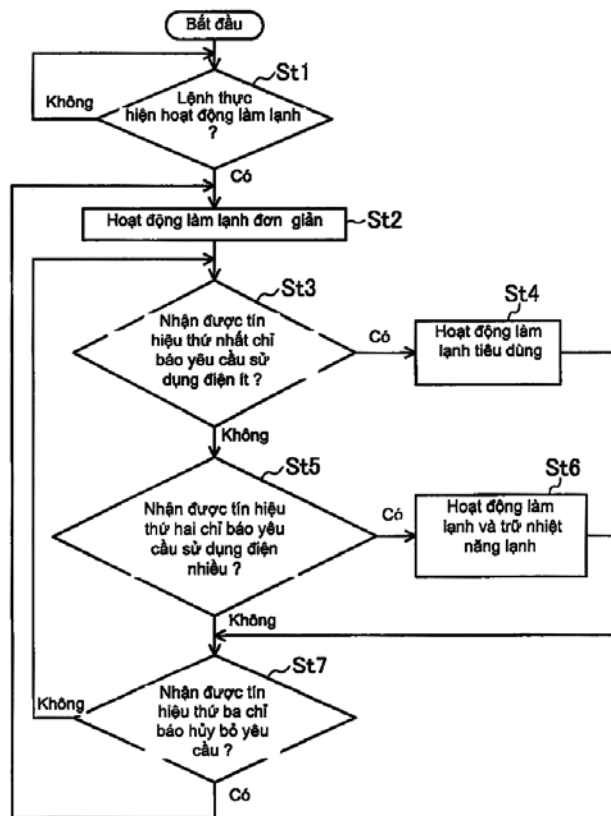 Bắt đầu
St1
Lệnh thực
hiện hoạt động làm lạnh
?
Không
Có
Hoạt động làm lạnh đơn giản
St2
St3
Nhận được tín
hiệu thứ nhất chỉ
báo yêu cầu sử
dụng điện ít ?
Có
St4
Hoạt động làm
lạnh tiêu dùng
Không
St5
Nhận được tín hiệu
thứ hai chỉ báo yêu
cầu sử dụng điện
nhiều ?
Có
St6
Hoạt động làm
lạnh và trữ nhiệt
năng lạnh
Không
St7
Nhận được tín
hiệu thứ ba chỉ
báo hủy bỏ yêu
cầu ?
Không
Có